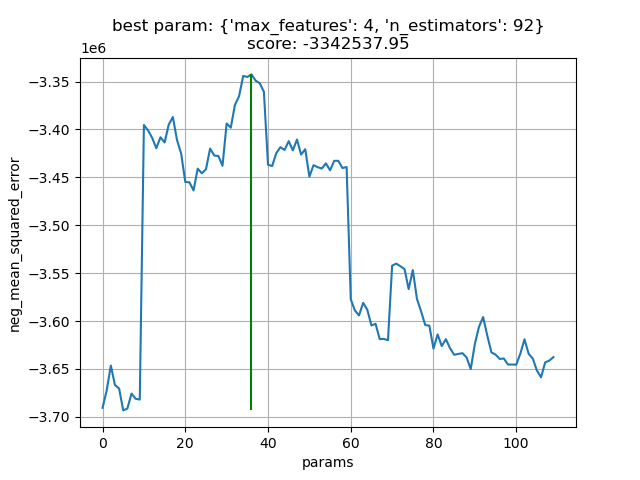 best param: {'max_features': 4, 'n_estimators': 92}
score: -3342537.95
1e6
−3.35
−3.40
−3.45
−3.50
−3.55
−3.60
−3.65
−3.70
neg_mean_squared_error
0 20 40 60 80 100
params